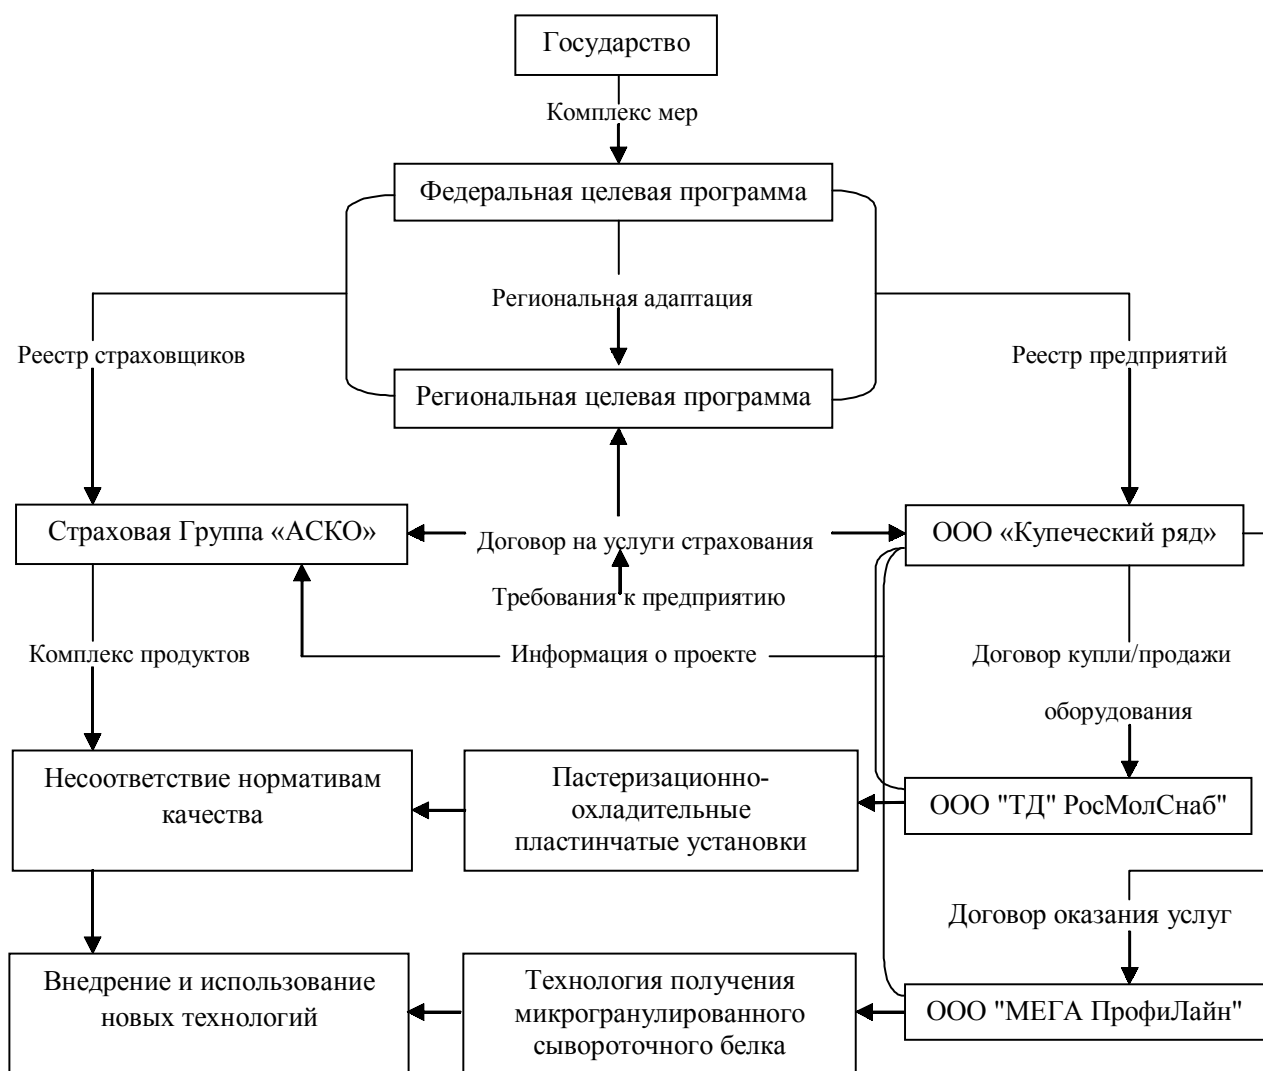 Государство
Комплекс мер
Федеральная целевая программа
Региональная адаптация
Реестр страховщиков
Реестр предприятий
Региональная целевая программа
Страховая Группа «АСКО»
Договор на услуги страхования
ООО «Купеческий ряд»
Требования к предприятию
Комплекс продуктов
Информация о проекте
Договор купли/продажи
оборудования
Несоответствие нормативам
качества
Пастеризационно-
охладительные
пластинчатые установки
ООО "ТД" РосМолСнаб"
Договор оказания услуг
Внедрение и использование
новых технологий
Технология получения
микрогранулированного
сывороточного белка
ООО "МЕГА ПрофиЛайн"